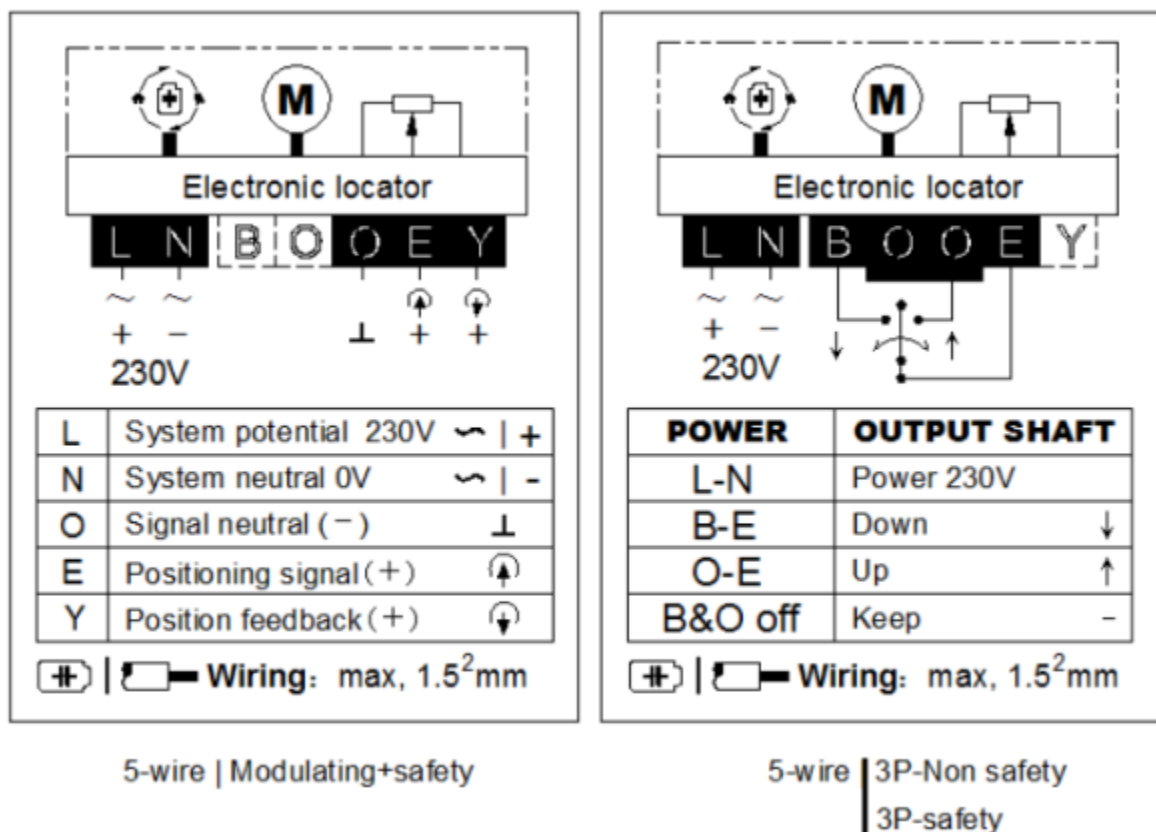 M
Electronic locator
L N B O O E Y
~ ~
+ − ⊥ + +
230V
L System potential 230V ~ | +
N System neutral 0V ~ | -
O Signal neutral (−) ⊥
E Positioning signal (+)
Y Position feedback (+)
Wiring: max, 1.5²mm
5-wire | Modulating+safety
M
Electronic locator
L N B O O E Y
~ ~
+ − ↓ ↑
230V
POWER OUTPUT SHAFT
L-N Power 230V
B-E Down ↓
O-E Up ↑
B&O off Keep -
Wiring: max, 1.5²mm
5-wire | 3P-Non safety
3P-safety